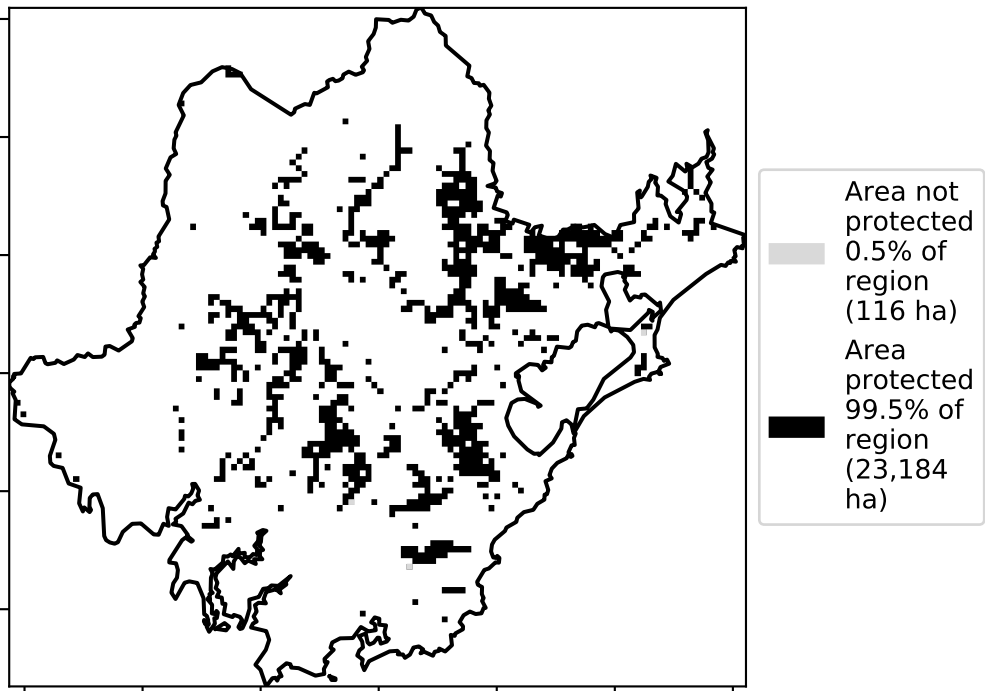 Area not
protected
0.5% of
region
(116 ha)
Area
protected
99.5% of
region
(23,184
ha)